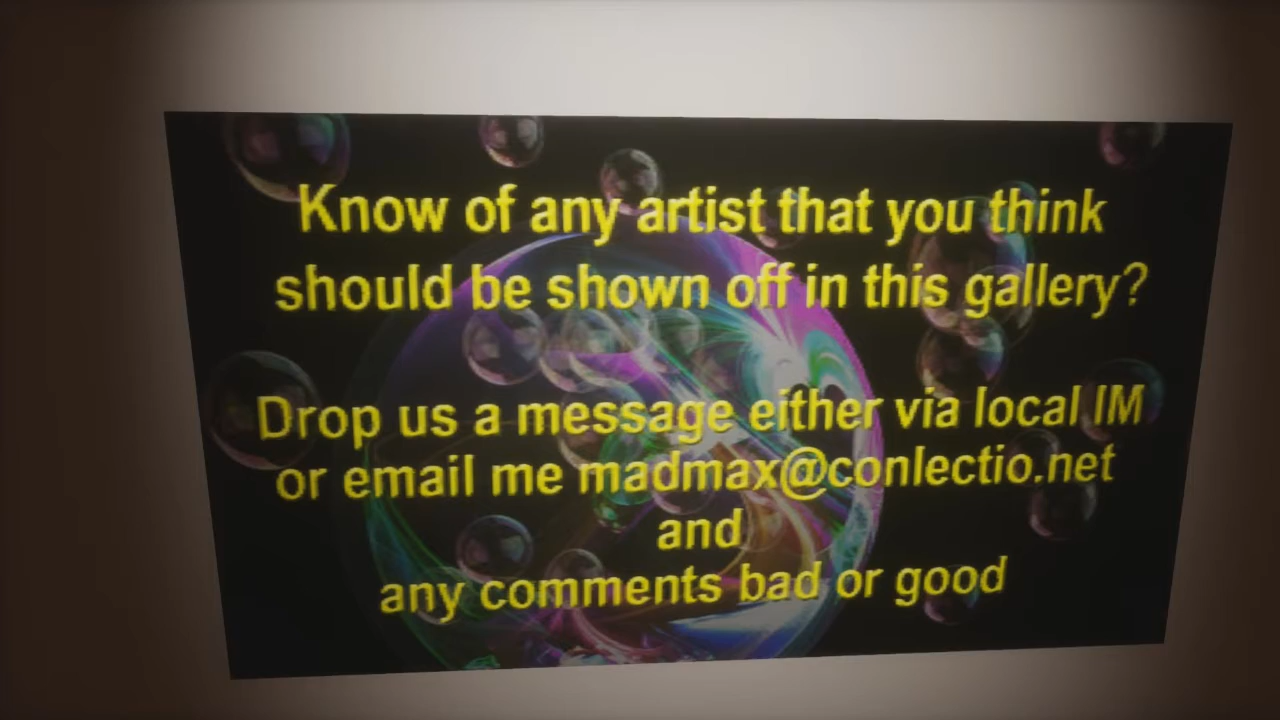 Know of any artist that you think
should be shown off in this gallery?
Drop us a message either via local IM
or email me madmax@conlectio.net
and
any comments bad or good